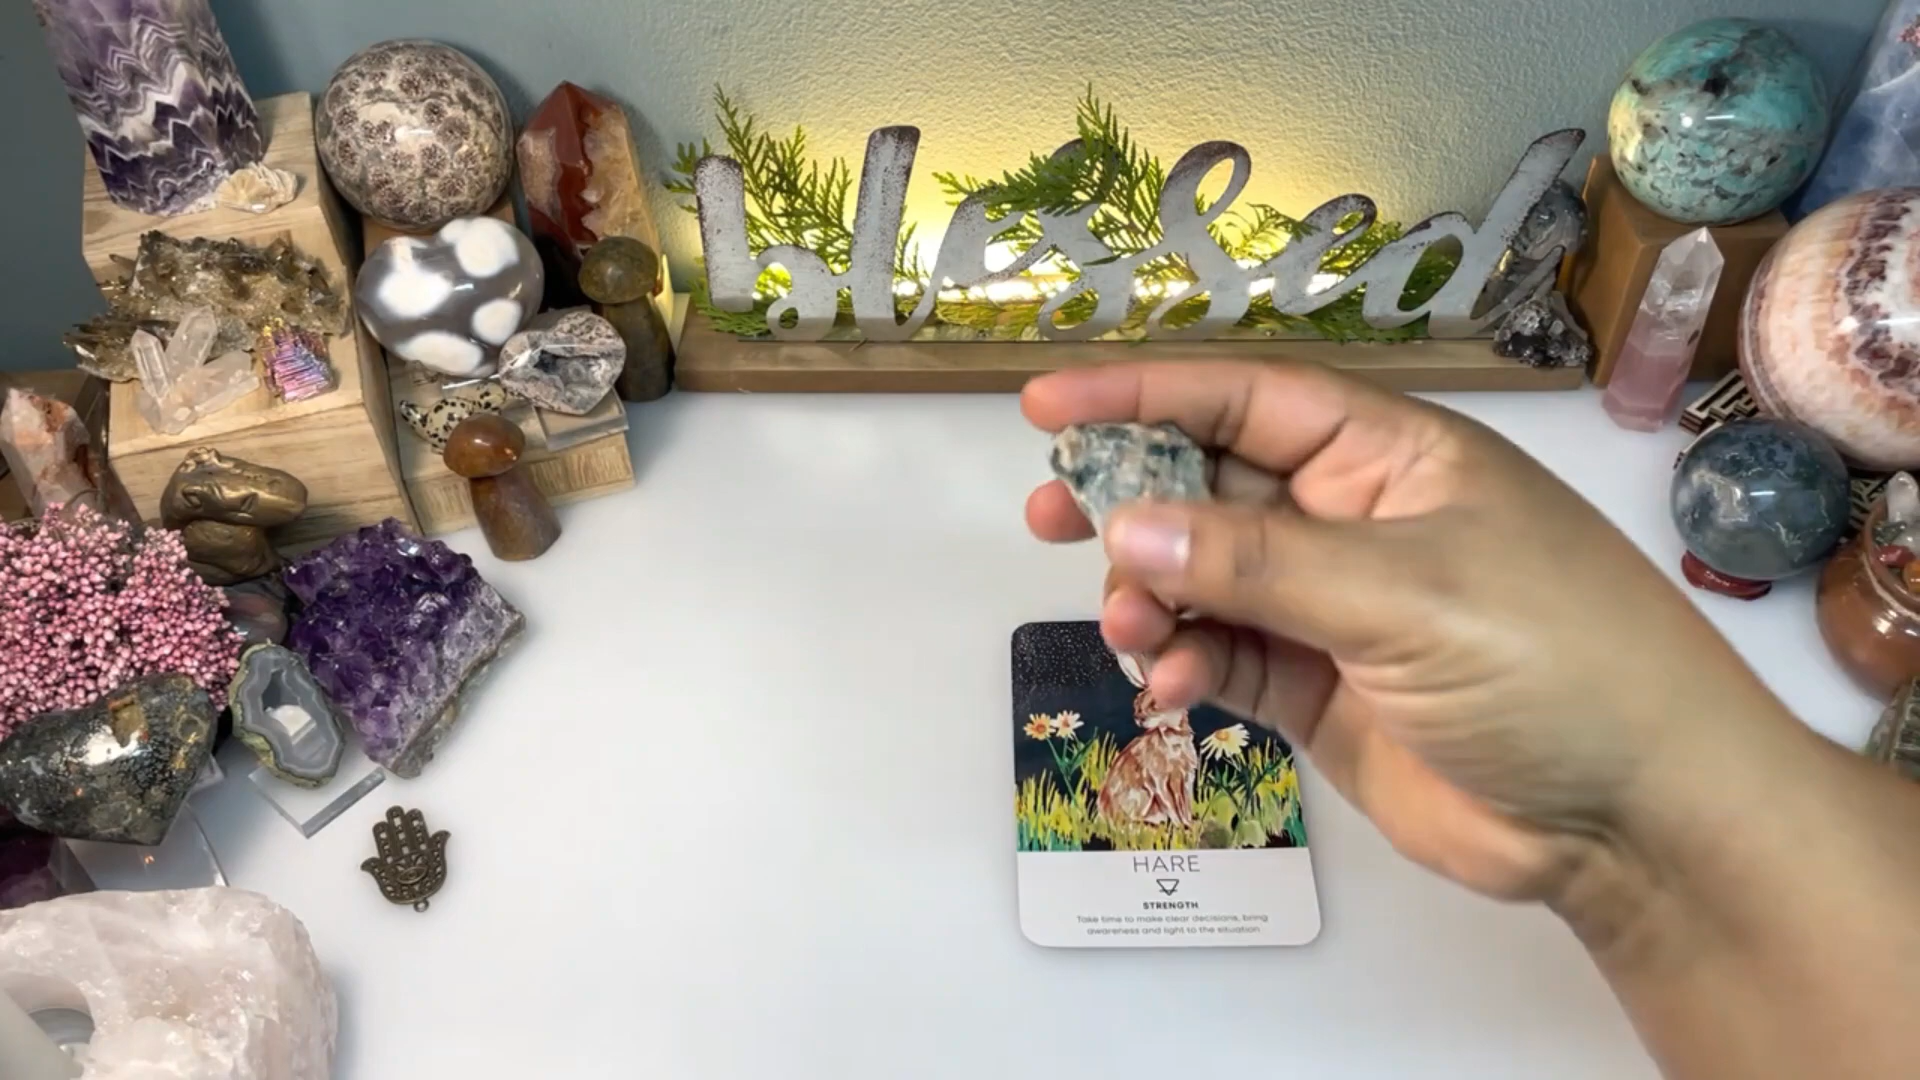 blessed
HARE
STRENGTH
Take time to make clear decisions, bring
awareness and light to the situation